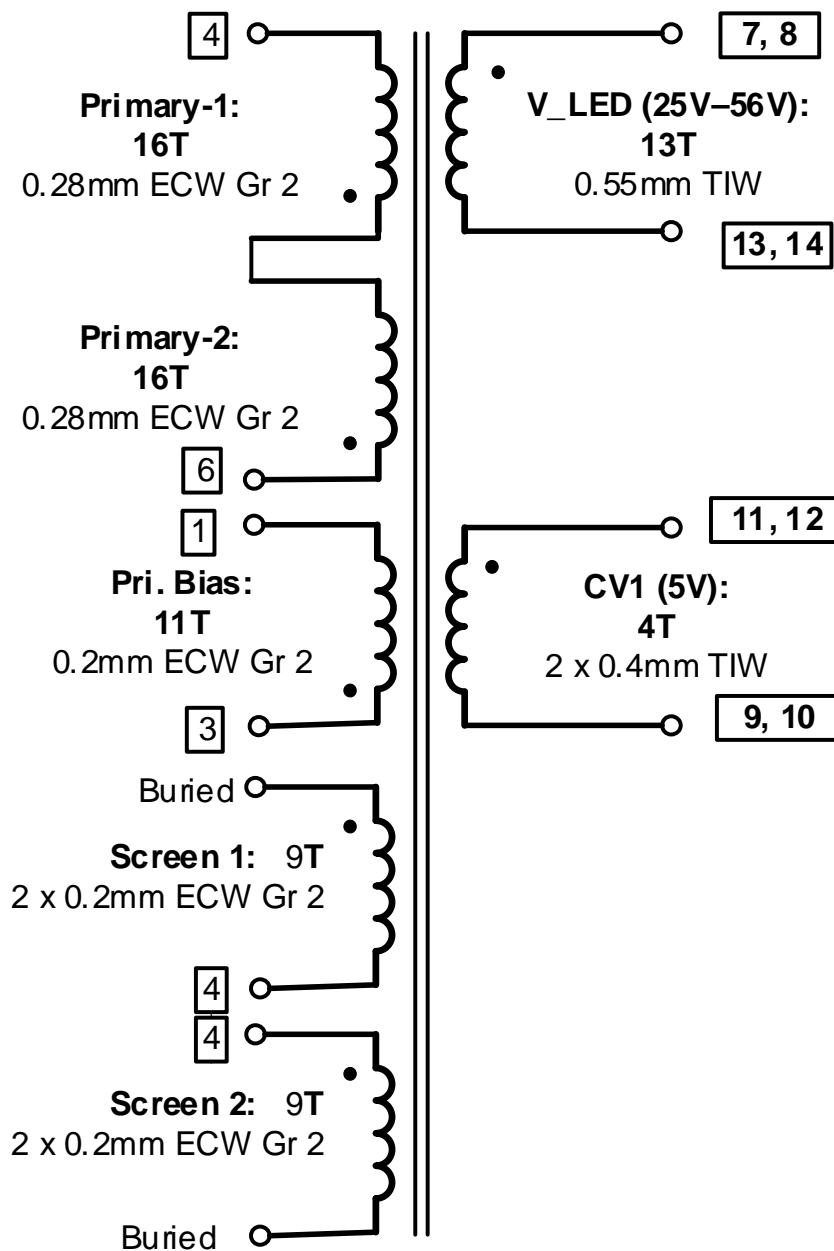 4
Primary-1:
16T
0.28mm ECW Gr 2
Primary-2:
16T
0.28mm ECW Gr 2
6
1
Pri. Bias:
11T
0.2mm ECW Gr 2
3
Buried
Screen 1: 9T
2 x 0.2mm ECW Gr 2
4
4
Screen 2: 9T
2 x 0.2mm ECW Gr 2
Buried
7, 8
V_LED (25V–56V):
13T
0.55mm TIW
13, 14
11, 12
CV1 (5V):
4T
2 x 0.4mm TIW
9, 10